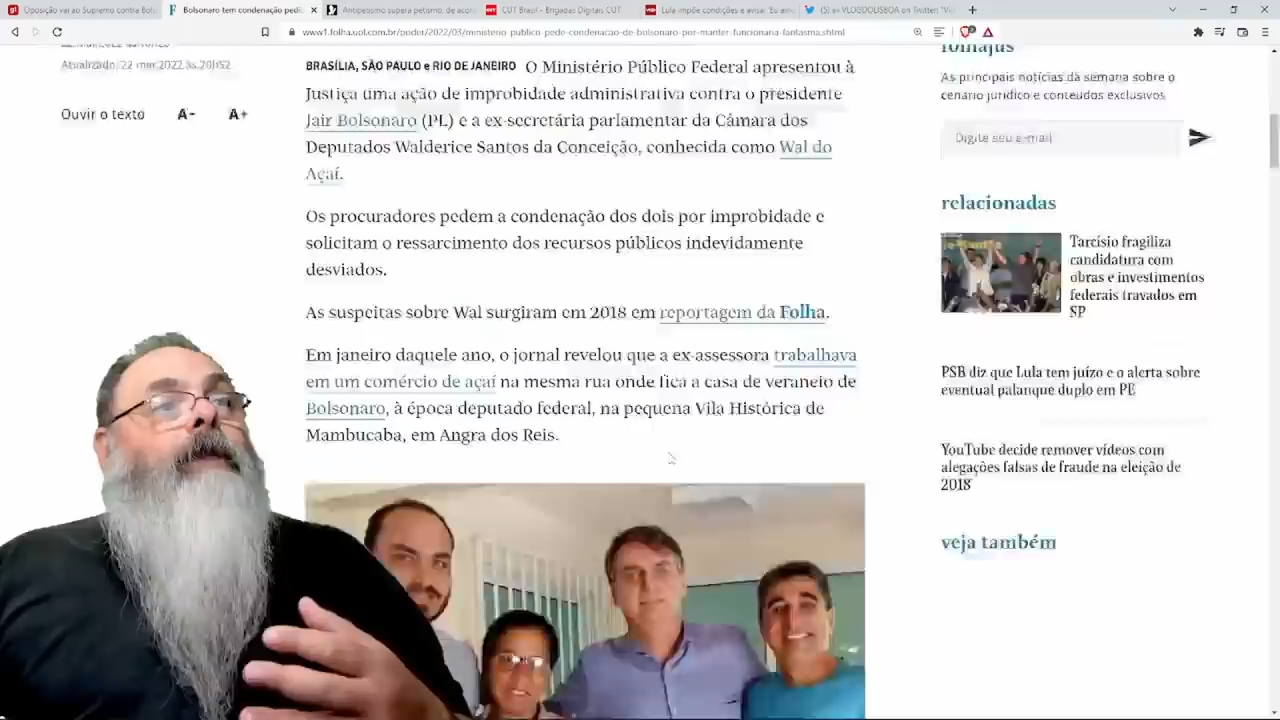 Oposição vai ao Supremo contra Bols
Bolsonaro tem condenação pedi
Antipetismo supera petismo, de acor
CUT Brasil - Brigadas Digitais CUT
Lula impõe condições e avisa: 'Eu am
(5) ev VLOGDOLISBOA on Twitter: "Vi
www1.folha.uol.com.br/poder/2022/03/ministerio-publico-pede-condenacao-de-bolsonaro-por-manter-funcionaria-fantasma.shtml
Atualizado: 22.mar.2022 às 20h52
Ouvir o texto A- A+
BRASÍLIA, SÃO PAULO e RIO DE JANEIRO O Ministério Público Federal apresentou à
Justiça uma ação de improbidade administrativa contra o presidente
Jair Bolsonaro (PL) e a ex-secretária parlamentar da Câmara dos
Deputados Walderice Santos da Conceição, conhecida como Wal do
Açaí.
Os procuradores pedem a condenação dos dois por improbidade e
solicitam o ressarcimento dos recursos públicos indevidamente
desviados.
As suspeitas sobre Wal surgiram em 2018 em reportagem da Folha.
Em janeiro daquele ano, o jornal revelou que a ex-assessora trabalhava
em um comércio de açaí na mesma rua onde fica a casa de veraneio de
Bolsonaro, à época deputado federal, na pequena Vila Histórica de
Mambucaba, em Angra dos Reis.
folhajus
As principais notícias da semana sobre o
cenário jurídico e conteúdos exclusivos
Digite seu e-mail
relacionadas
Tarcísio fragiliza
candidatura com
obras e investimentos
federais travados em
SP
PSB diz que Lula tem juízo e o alerta sobre
eventual palanque duplo em PE
YouTube decide remover vídeos com
alegações falsas de fraude na eleição de
2018
veja também